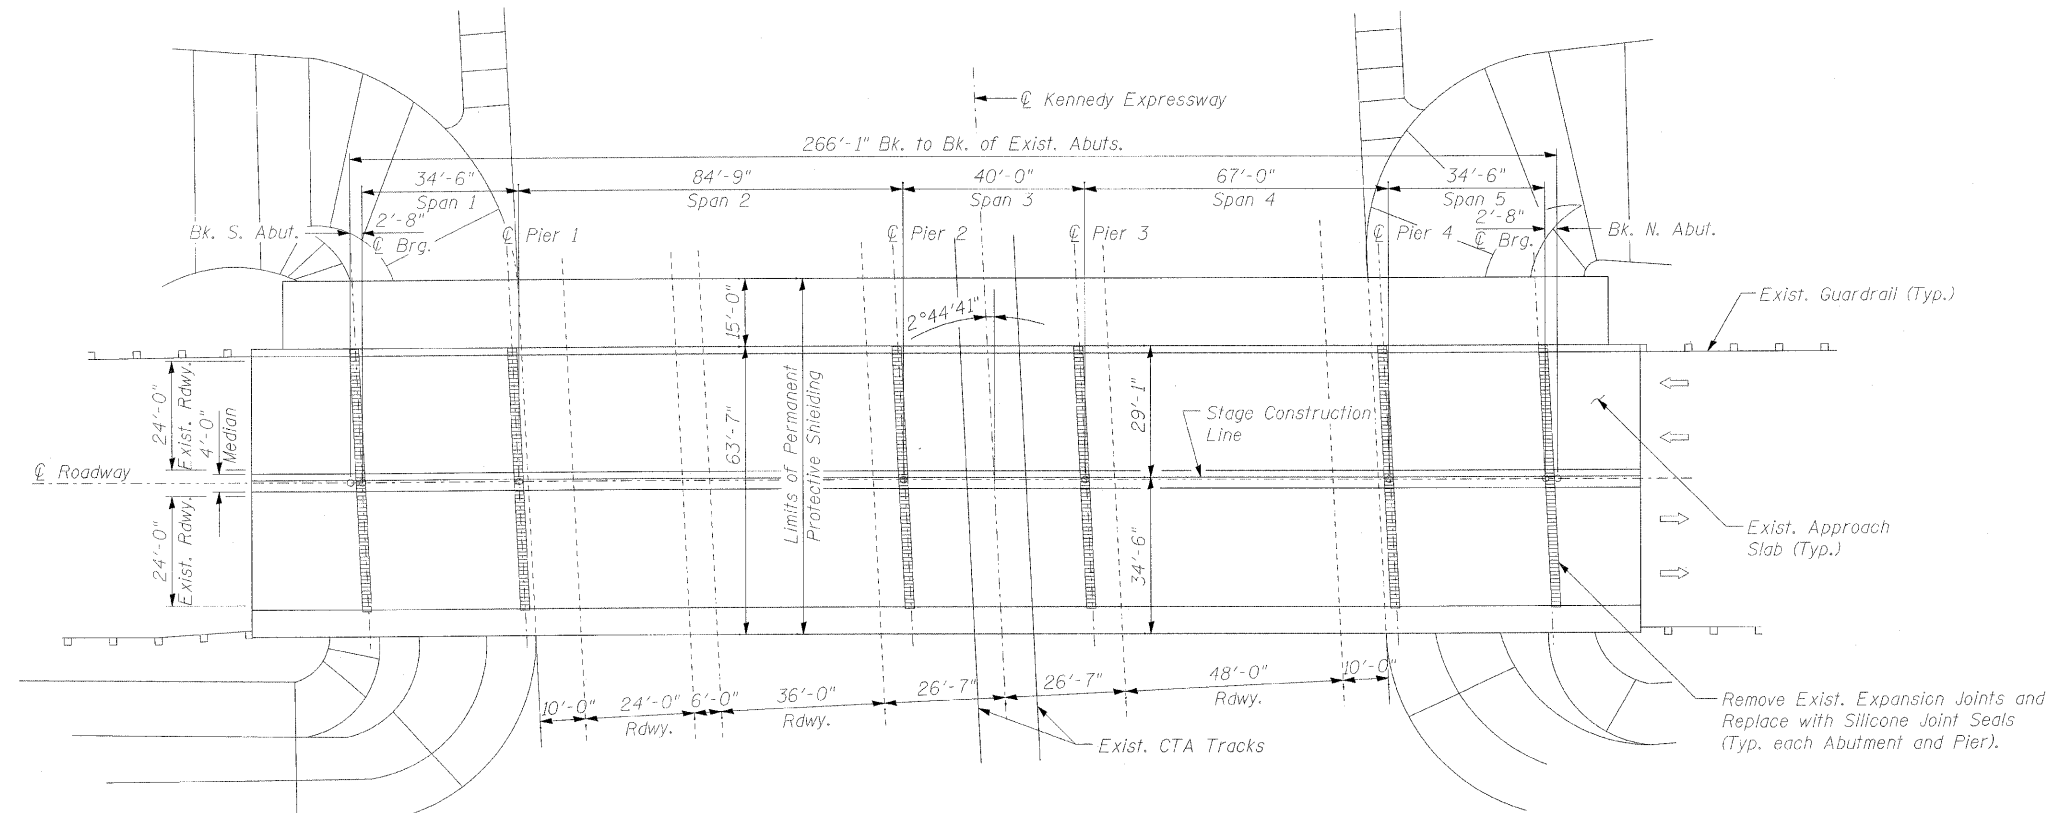 ℄ Kennedy Expressway
266'-1" Bk. to Bk. of Exist. Abuts.
34'-6"
Span 1
84'-9"
Span 2
40'-0"
Span 3
67'-0"
Span 4
34'-6"
Span 5
Bk. S. Abut.
2'-8"
℄ Brg.
℄ Pier 1
℄ Pier 2
℄ Pier 3
℄ Pier 4
2'-8"
℄ Brg.
Bk. N. Abut.
15'-0"
2°44'41"
Exist. Guardrail (Typ.)
24'-0"
Exist. Rdwy.
4'-0"
Median
63'-7"
Limits of Permanent
Protective Shielding
29'-1"
Stage Construction
Line
℄ Roadway
24'-0"
Exist. Rdwy.
34'-6"
Exist. Approach
Slab (Typ.)
10'-0"
24'-0"
Rdwy.
6'-0"
36'-0"
Rdwy.
26'-7"
26'-7"
48'-0"
Rdwy.
10'-0"
Exist. CTA Tracks
Remove Exist. Expansion Joints and
Replace with Silicone Joint Seals
(Typ. each Abutment and Pier).